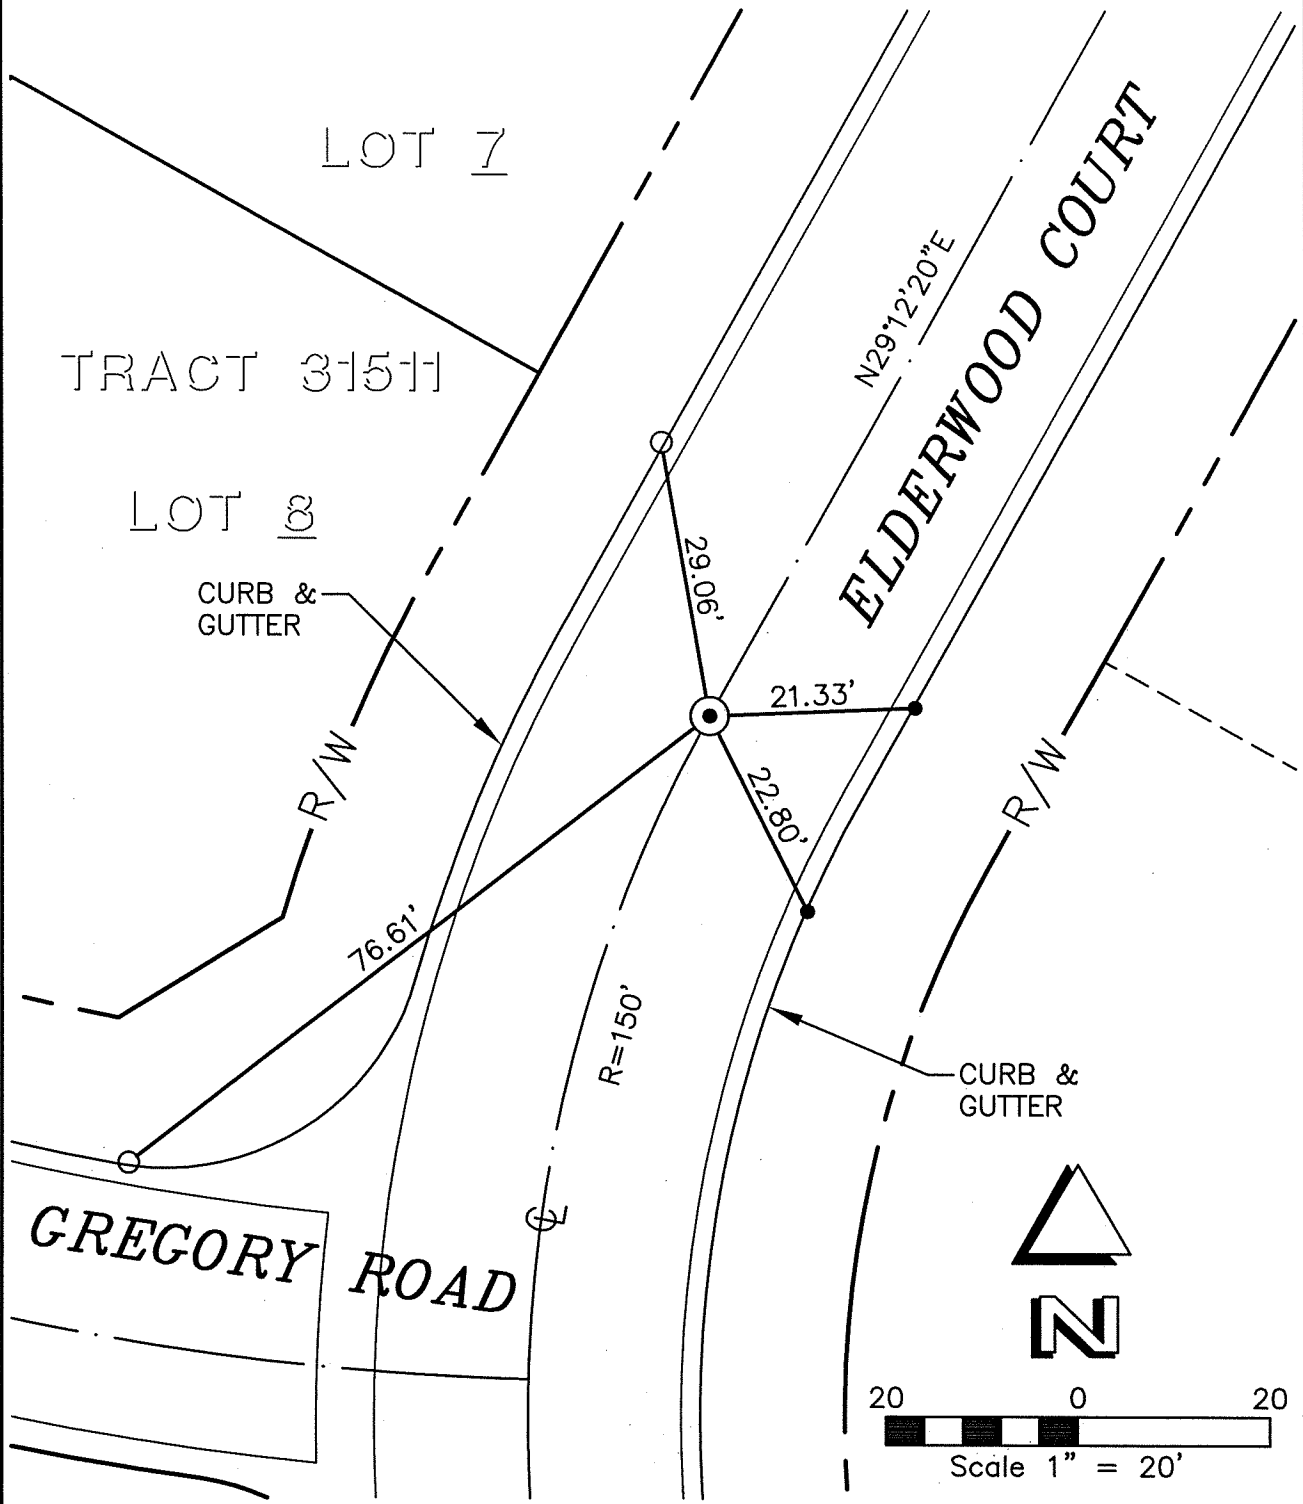 LOT 7
N29°12'20"E
ELDERWOOD COURT
TRACT 31511
LOT 8
CURB &
GUTTER
29.06'
21.33'
22.80'
R/W
R/W
76.61'
R=150'
CURB &
GUTTER
℄
GREGORY ROAD
N
20 0 20
Scale 1" = 20'